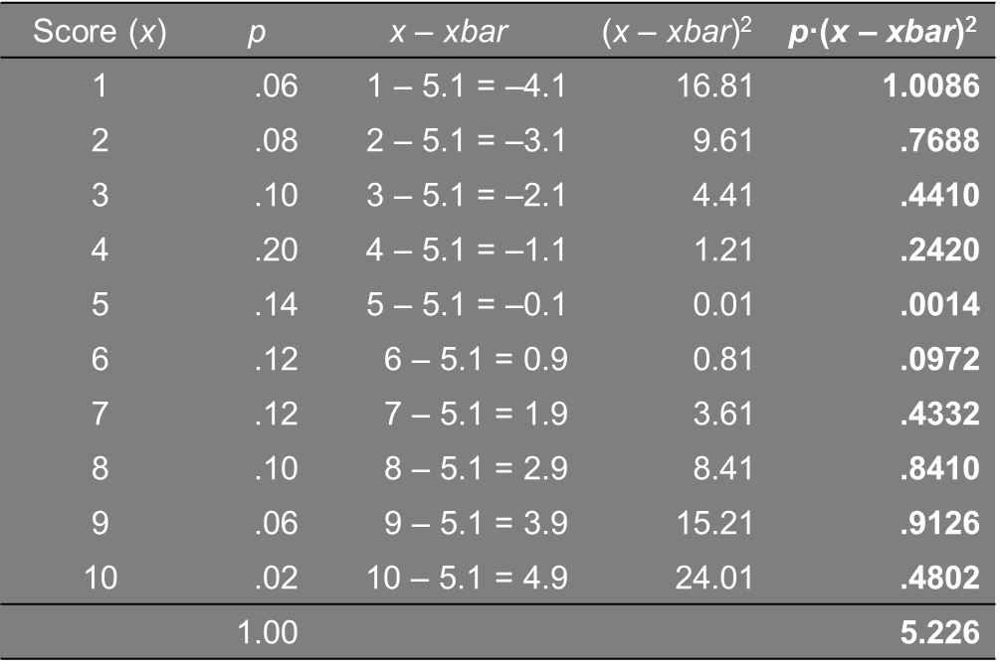 Score (x) p x – xbar (x – xbar)² p·(x – xbar)²
1 .06 1 – 5.1 = –4.1 16.81 1.0086
2 .08 2 – 5.1 = –3.1 9.61 .7688
3 .10 3 – 5.1 = –2.1 4.41 .4410
4 .20 4 – 5.1 = –1.1 1.21 .2420
5 .14 5 – 5.1 = –0.1 0.01 .0014
6 .12 6 – 5.1 = 0.9 0.81 .0972
7 .12 7 – 5.1 = 1.9 3.61 .4332
8 .10 8 – 5.1 = 2.9 8.41 .8410
9 .06 9 – 5.1 = 3.9 15.21 .9126
10 .02 10 – 5.1 = 4.9 24.01 .4802
1.00 5.226